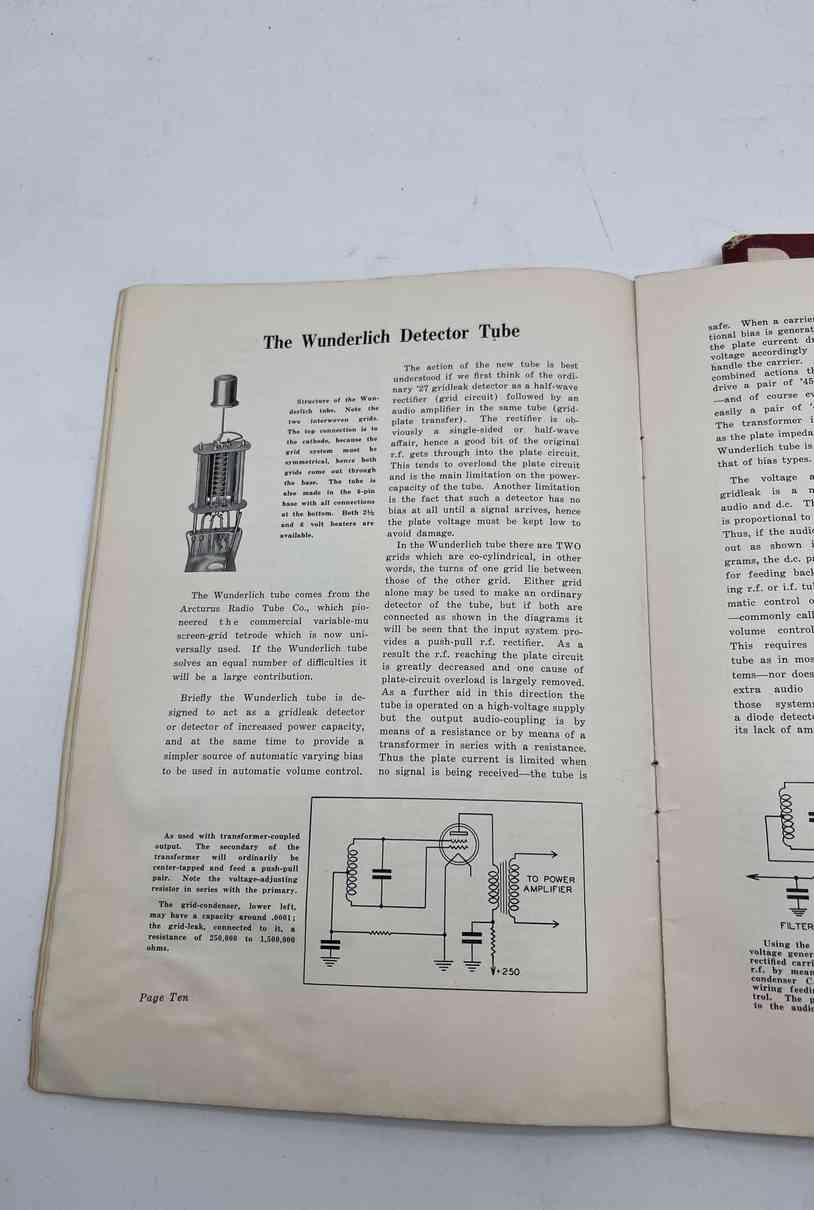 The Wunderlich Detector Tube
Structure of the Wun-
derlich tube. Note the
two interwoven grids.
The top connection is to
the cathode, because the
grid system must be
symmetrical, hence both
grids come out through
the base. The tube is
also made in the 6-pin
base with all connections
at the bottom. Both 2½
and 6 volt heaters are
available.
The Wunderlich tube comes from the
Arcturus Radio Tube Co., which pio-
neered the commercial variable-mu
screen-grid tetrode which is now uni-
versally used. If the Wunderlich tube
solves an equal number of difficulties it
will be a large contribution.
Briefly the Wunderlich tube is de-
signed to act as a gridleak detector
or detector of increased power capacity,
and at the same time to provide a
simpler source of automatic varying bias
to be used in automatic volume control.
The action of the new tube is best
understood if we first think of the ordi-
nary '27 gridleak detector as a half-wave
rectifier (grid circuit) followed by an
audio amplifier in the same tube (grid-
plate transfer). The rectifier is ob-
viously a single-sided or half-wave
affair, hence a good bit of the original
r.f. gets through into the plate circuit.
This tends to overload the plate circuit
and is the main limitation on the power-
capacity of the tube. Another limitation
is the fact that such a detector has no
bias at all until a signal arrives, hence
the plate voltage must be kept low to
avoid damage.
In the Wunderlich tube there are TWO
grids which are co-cylindrical, in other
words, the turns of one grid lie between
those of the other grid. Either grid
alone may be used to make an ordinary
detector of the tube, but if both are
connected as shown in the diagrams it
will be seen that the input system pro-
vides a push-pull r.f. rectifier. As a
result the r.f. reaching the plate circuit
is greatly decreased and one cause of
plate-circuit overload is largely removed.
As a further aid in this direction the
tube is operated on a high-voltage supply
but the output audio-coupling is by
means of a resistance or by means of a
transformer in series with a resistance.
Thus the plate current is limited when
no signal is being received—the tube is
As used with transformer-coupled
output. The secondary of the
transformer will ordinarily be
center-tapped and feed a push-pull
pair. Note the voltage-adjusting
resistor in series with the primary.
The grid-condenser, lower left,
may have a capacity around .0001;
the grid-leak, connected to it, a
resistance of 250,000 to 1,500,000
ohms.
TO POWER
AMPLIFIER
+250
Page Ten
safe. When a carrie
tional bias is generat
the plate current d
voltage accordingly
handle the carrier.
combined actions th
drive a pair of '45
—and of course ev
easily a pair of '
The transformer i
as the plate impeda
Wunderlich tube is
that of bias types.
The voltage a
gridleak is a
audio and d.c. T
is proportional to
Thus, if the audi
out as shown i
grams, the d.c. p
for feeding back
ing r.f. or i.f. tu
matic control o
—commonly call
volume control
This requires
tube as in mos
tems—nor does
extra audio
those system
a diode detect
its lack of am
FILTER
Using the
voltage gener
rectified carri
r.f. by mean
condenser C
wiring feedi
trol. The p
to the audi